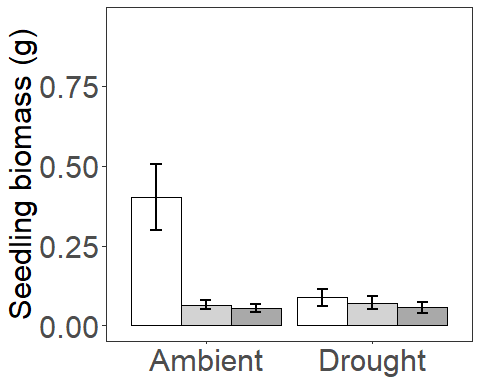 Seedling biomass (g)
0.75
0.50
0.25
0.00
Ambient Drought